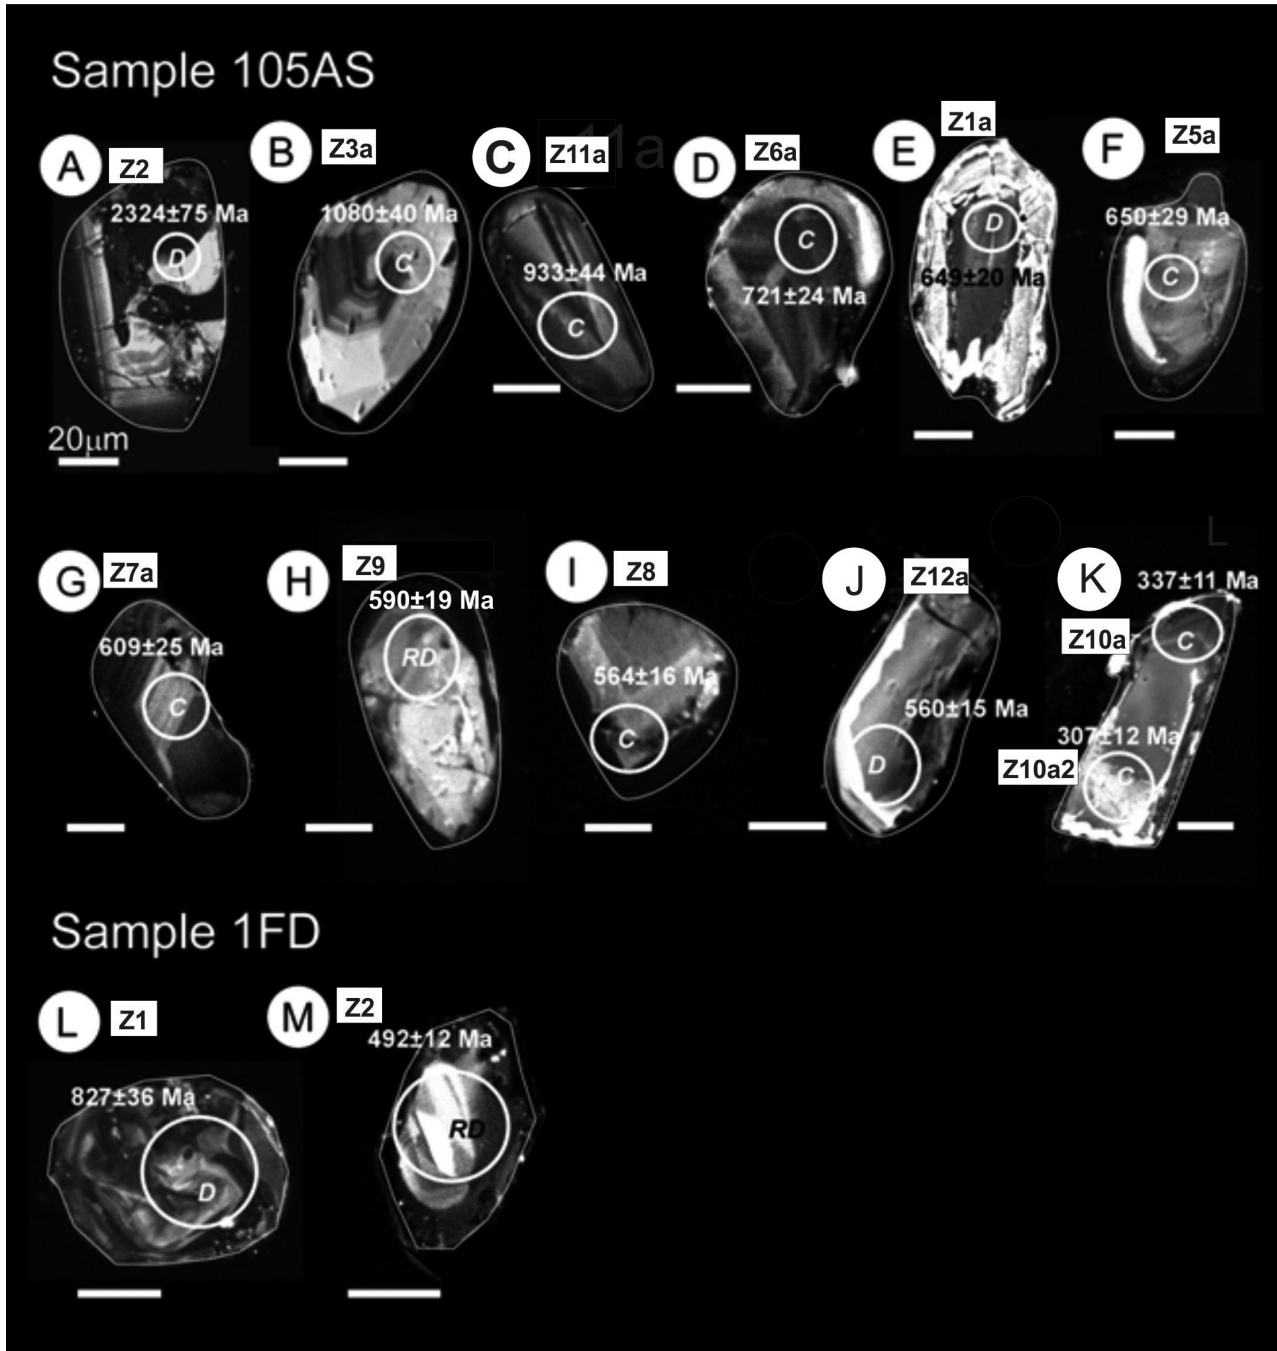 Sample 105AS
A Z2
2324±75 Ma
D
20µm
B Z3a
1080±40 Ma
C
C Z11a
11a
933±44 Ma
C
D Z6a
C
721±24 Ma
E Z1a
D
649±20 Ma
F Z5a
650±29 Ma
C
G Z7a
609±25 Ma
C
H Z9
590±19 Ma
RD
I Z8
564±16 Ma
C
J Z12a
560±15 Ma
D
L
K
337±11 Ma
Z10a
C
307±12 Ma
Z10a2
C
Sample 1FD
L Z1
827±36 Ma
D
M Z2
492±12 Ma
RD